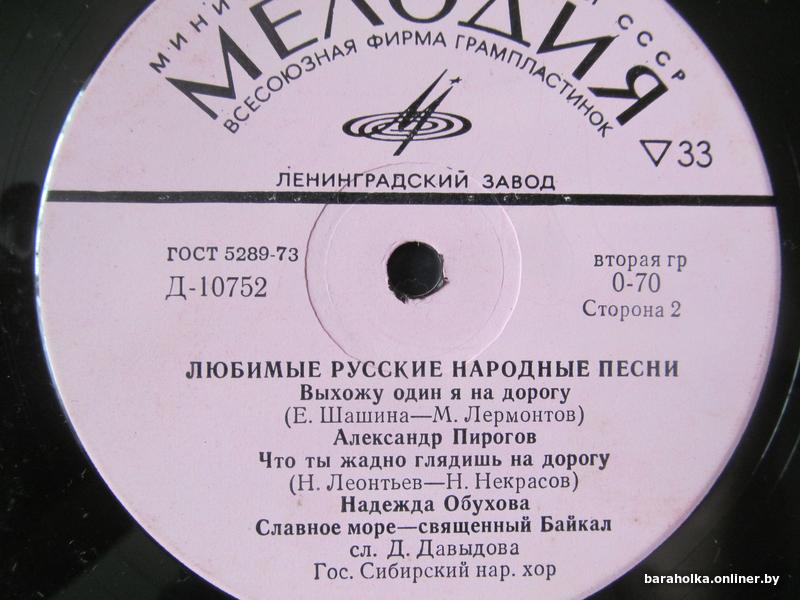 МЕЛОДИЯ
СССР
ВСЕСОЮЗНАЯ ФИРМА ГРАМПЛАСТИНОК
▽33
ЛЕНИНГРАДСКИЙ ЗАВОД
ГОСТ 5289-73
Д-10752
вторая гр
0-70
Сторона 2
ЛЮБИМЫЕ РУССКИЕ НАРОДНЫЕ ПЕСНИ
Выхожу один я на дорогу
(Е. Шашина—М. Лермонтов)
Александр Пирогов
Что ты жадно глядишь на дорогу
(Н. Леонтьев—Н. Некрасов)
Надежда Обухова
Славное море—священный Байкал
сл. Д. Давыдова
Гос. Сибирский нар. хор
baraholka.onliner.by